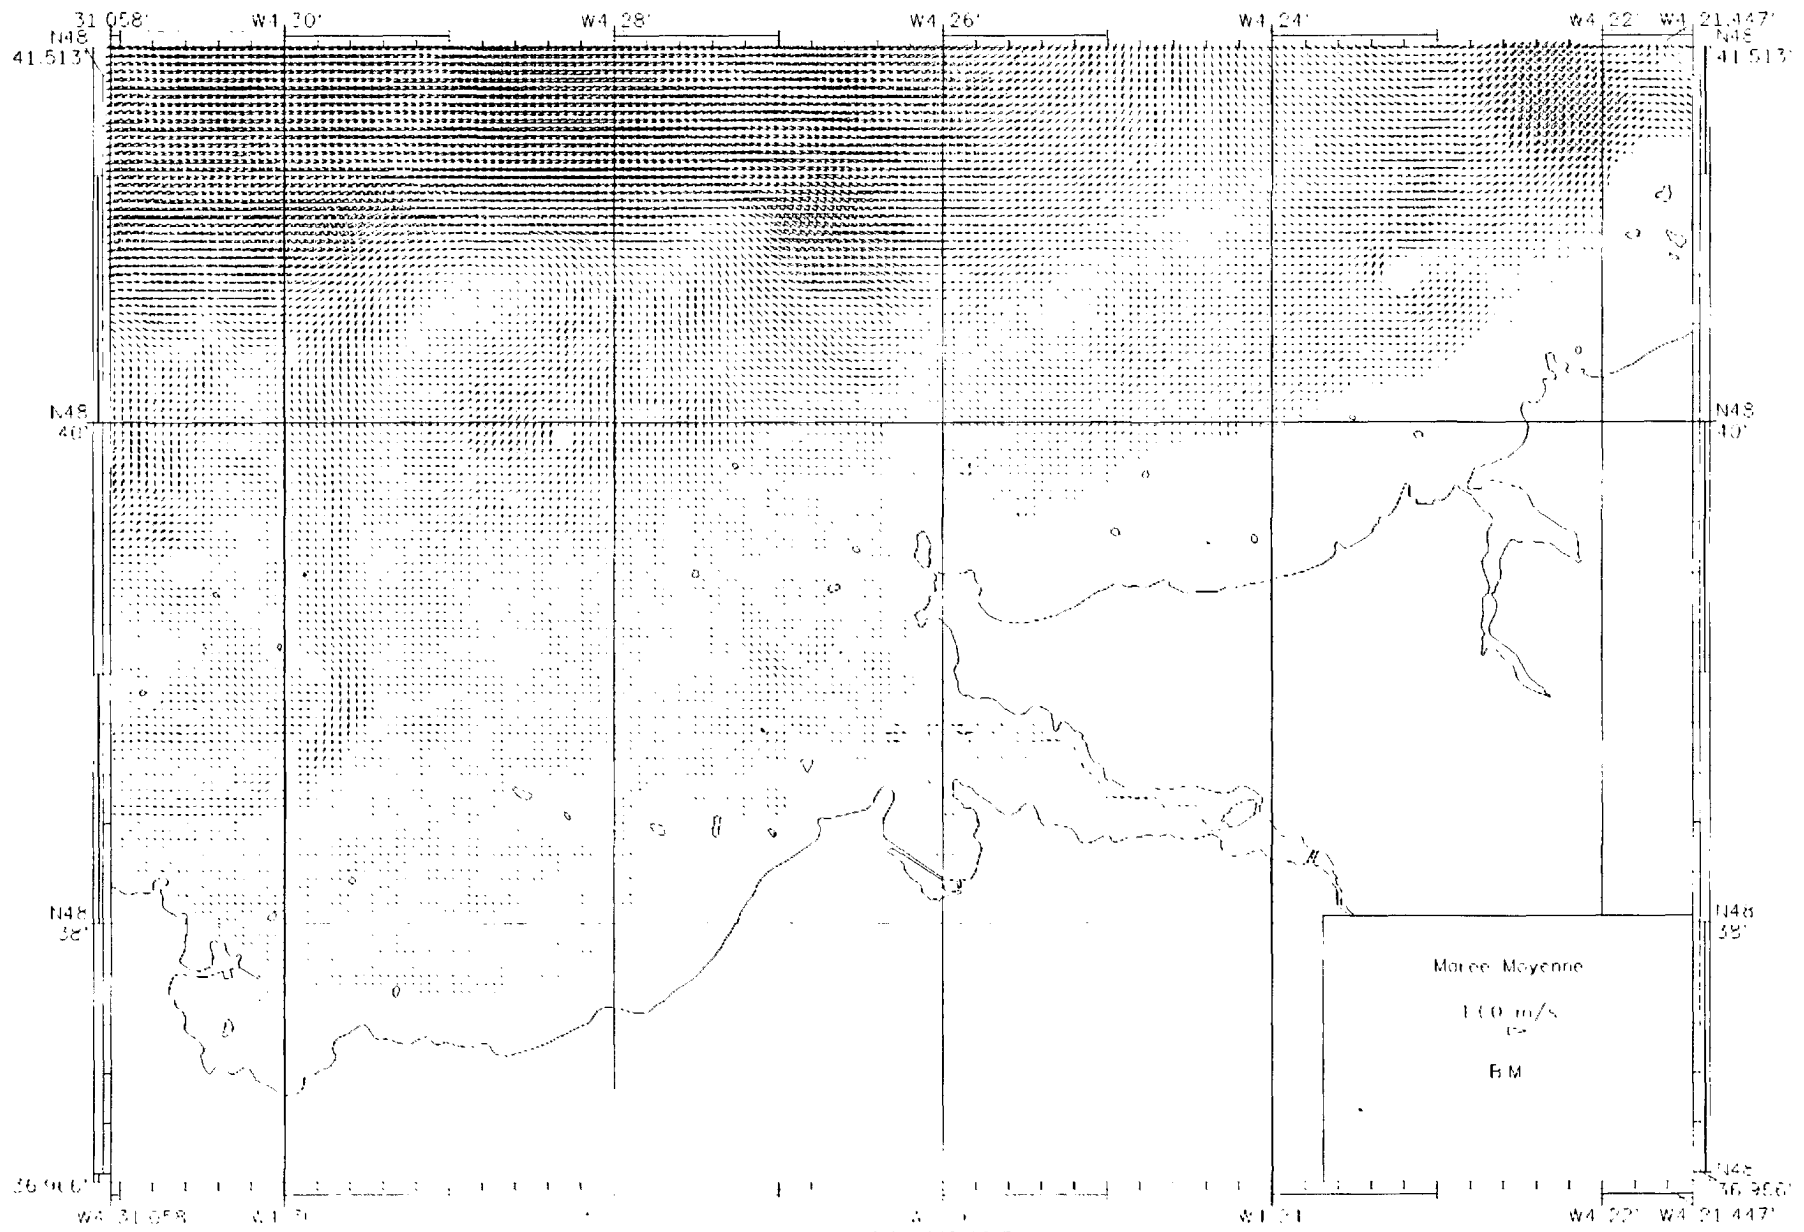 31.058' W4 30' W4 28' W4 26' W4 24' W4 22' W4 21.447'
N48 41.513' N48 41.513'
N48 40' N48 40'
N48 38' N48 38'
Maree Moyenne
1.00 m/s
BM
36.966' N48 36.966'
W4 31.058 W4 22' W4 21.447'